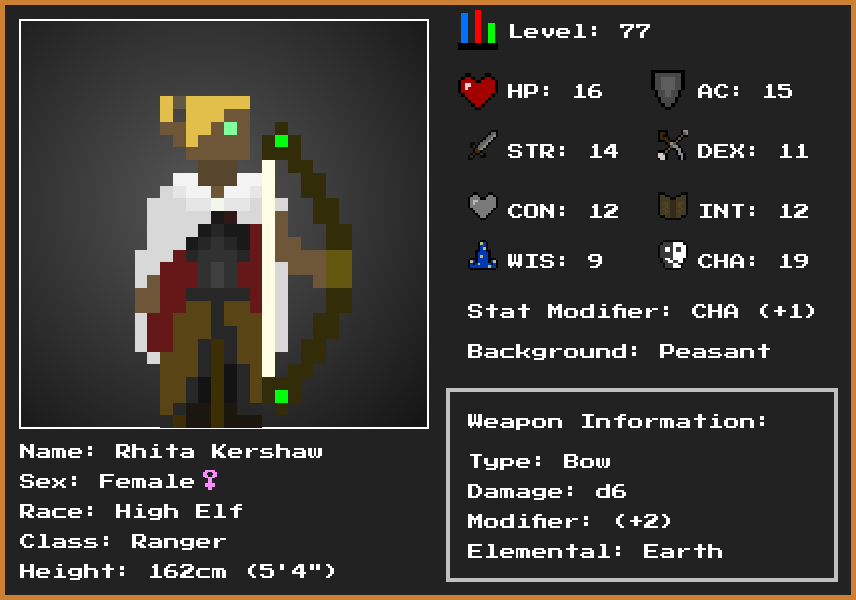 Level: 77
HP: 16
AC: 15
STR: 14
DEX: 11
CON: 12
INT: 12
WIS: 9
CHA: 19
Stat Modifier: CHA (+1)
Background: Peasant
Weapon Information:
Type: Bow
Damage: d6
Modifier: (+2)
Elemental: Earth
Name: Rhita Kershaw
Sex: Female♀
Race: High Elf
Class: Ranger
Height: 162cm (5'4")